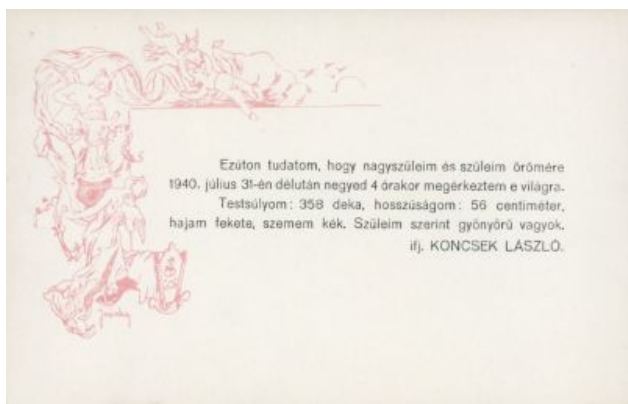 Ezúton tudatom, hogy nagyszüleim és szüleim örömére
1940. július 31-én délután negyed 4 órakor megérkeztem e világra.
Testsúlyom: 358 deka, hosszúságom: 56 centiméter,
hajam fekete, szemem kék. Szüleim szerint gyönyörű vagyok.
ifj. KONCSEK LÁSZLÓ.